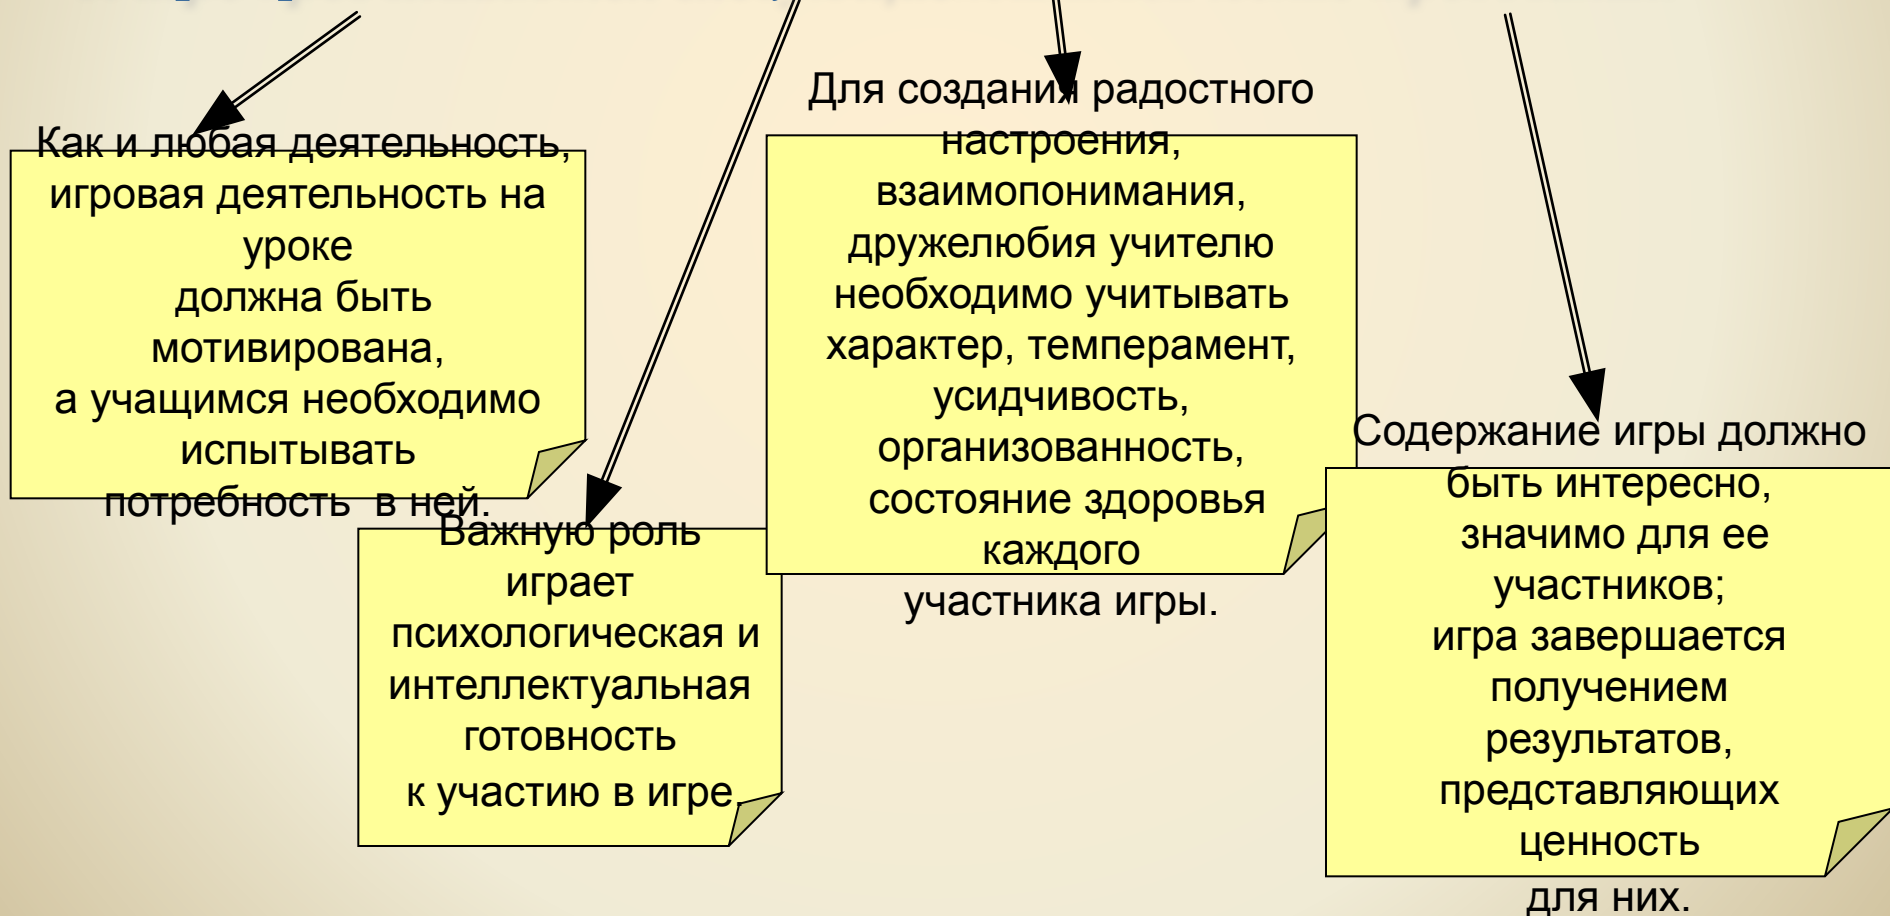 Как и любая деятельность,
игровая деятельность на
уроке
должна быть
мотивирована,
а учащимся необходимо
испытывать
потребность в ней.
Важную роль
играет
психологическая и
интеллектуальная
готовность
к участию в игре.
Для создания радостного
настроения,
взаимопонимания,
дружелюбия учителю
необходимо учитывать
характер, темперамент,
усидчивость,
организованность,
состояние здоровья
каждого
участника игры.
Содержание игры должно
быть интересно,
значимо для ее
участников;
игра завершается
получением
результатов,
представляющих
ценность
для них.